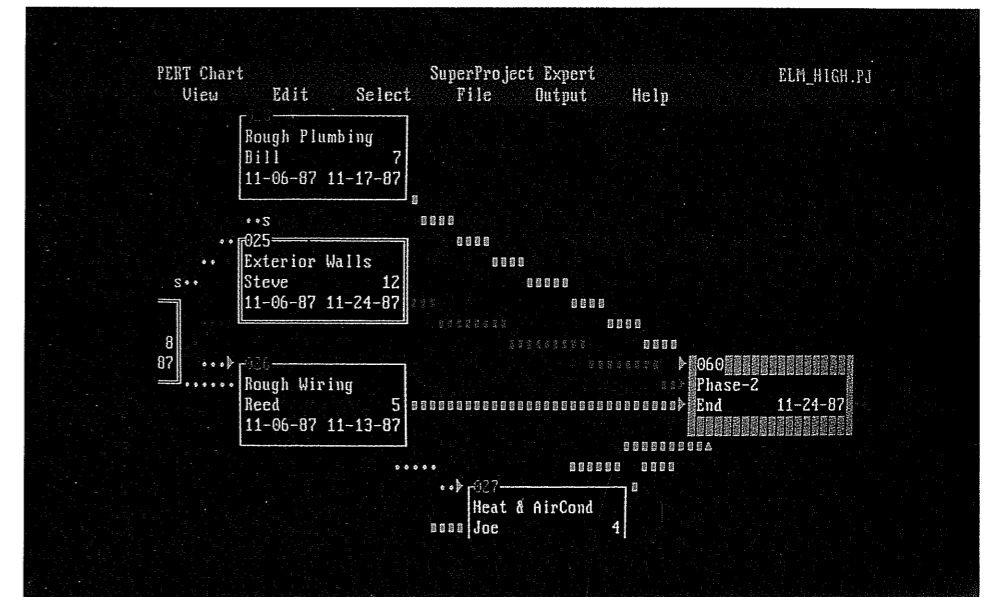 PERT Chart SuperProject Expert ELM_HIGH.PJ
View Edit Select File Output Help
Rough Plumbing
Bill 7
11-06-87 11-17-87
S
025
Exterior Walls
S Steve 12
11-06-87 11-24-87
8
87
026
Rough Wiring
Reed 5
11-06-87 11-13-87
060
Phase-2
End 11-24-87
027
Heat & AirCond
Joe 4